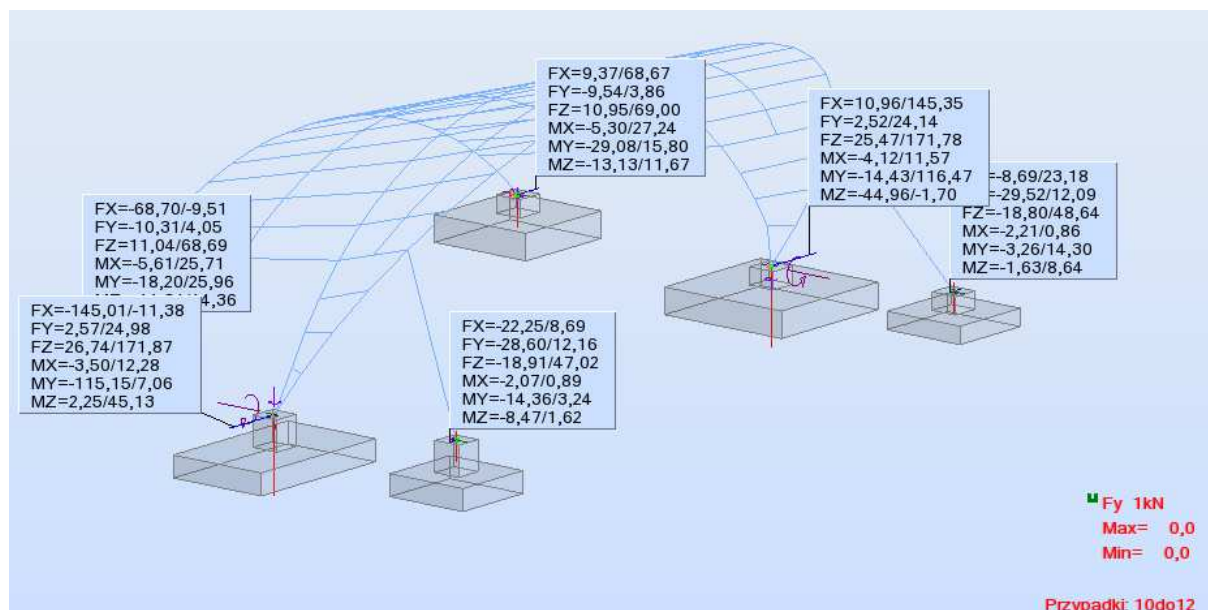 FX=9,37/68,67
FY=-9,54/3,86
FZ=10,95/69,00
MX=-5,30/27,24
MY=-29,08/15,80
MZ=-13,13/11,67
FX=10,96/145,35
FY=2,52/24,14
FZ=25,47/171,78
MX=-4,12/11,57
MY=-14,43/116,47
MZ=-44,96/-1,70
=-8,69/23,18
=-29,52/12,09
FZ=-18,80/48,64
MX=-2,21/0,86
MY=-3,26/14,30
MZ=-1,63/8,64
FX=-68,70/-9,51
FY=-10,31/4,05
FZ=11,04/68,69
MX=-5,61/25,71
MY=-18,20/25,96
4,36
FX=-145,01/-11,38
FY=2,57/24,98
FZ=26,74/171,87
MX=-3,50/12,28
MY=-115,15/7,06
MZ=2,25/45,13
FX=-22,25/8,69
FY=-28,60/12,16
FZ=-18,91/47,02
MX=-2,07/0,89
MY=-14,36/3,24
MZ=-8,47/1,62
Fy 1kN
Max= 0,0
Min= 0,0
Przypadki: 10do12